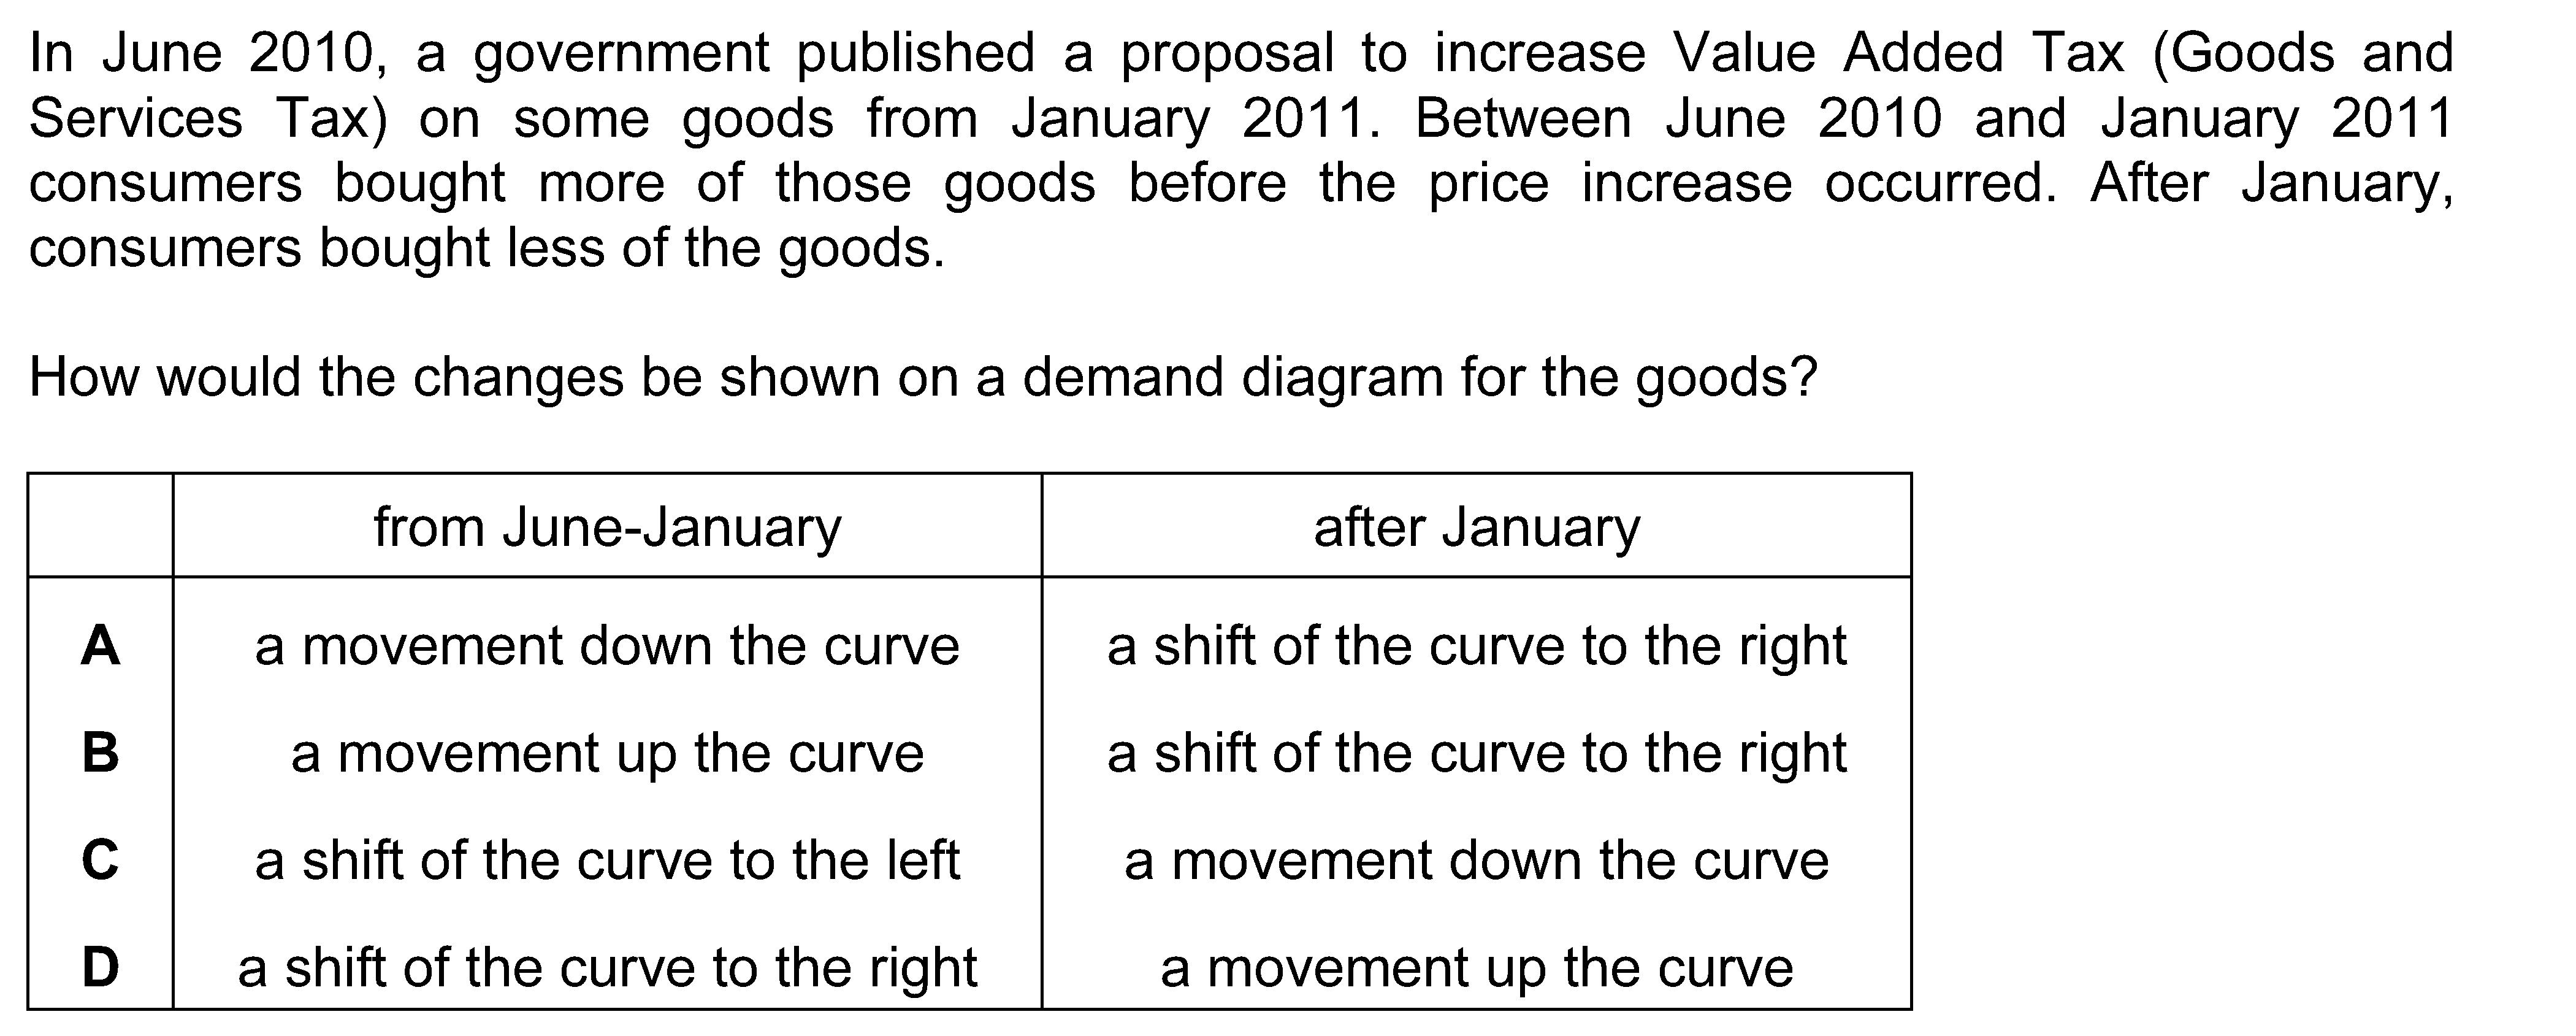 In June 2010, a government published a proposal to increase Value Added Tax (Goods and
Services Tax) on some goods from January 2011. Between June 2010 and January 2011
consumers bought more of those goods before the price increase occurred. After January,
consumers bought less of the goods.
How would the changes be shown on a demand diagram for the goods?
from June-January after January
A a movement down the curve a shift of the curve to the right
B a movement up the curve a shift of the curve to the right
C a shift of the curve to the left a movement down the curve
D a shift of the curve to the right a movement up the curve